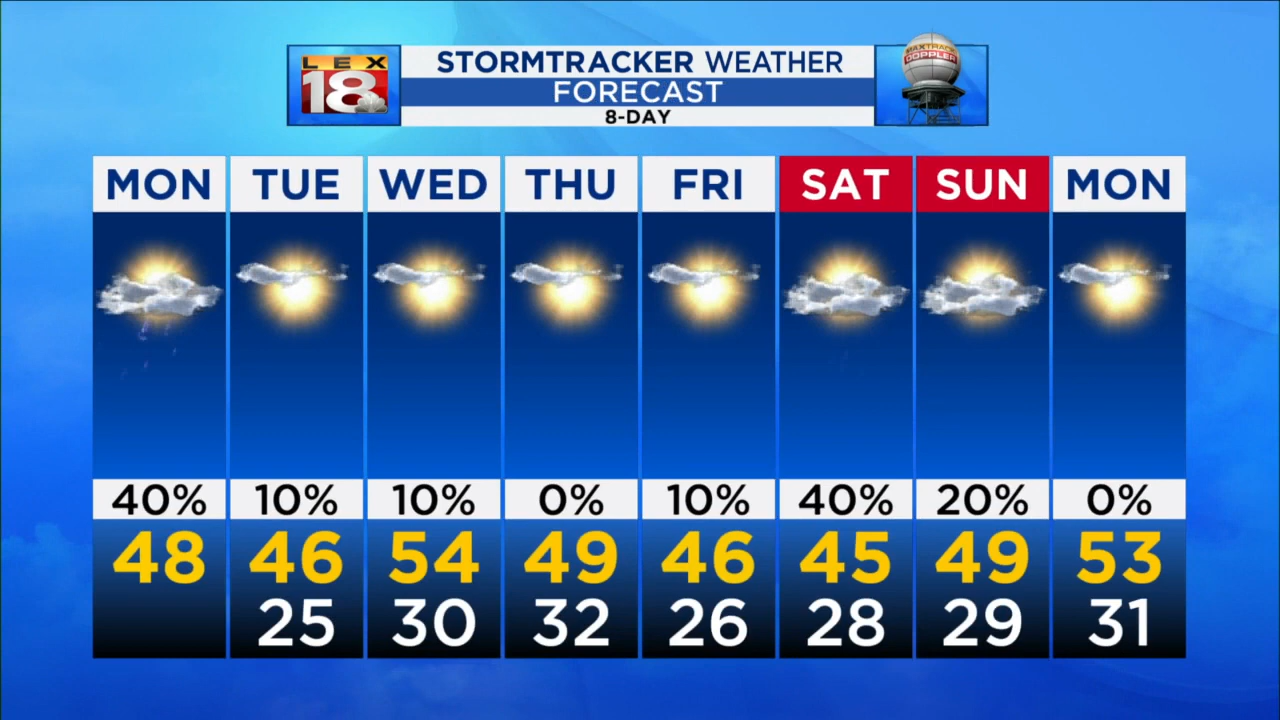 LEX
18
STORMTRACKER WEATHER
FORECAST
8-DAY
MAXTRACK
DOPPLER
MON TUE WED THU FRI SAT SUN MON
40% 10% 10% 0% 10% 40% 20% 0%
48 46 54 49 46 45 49 53
25 30 32 26 28 29 31